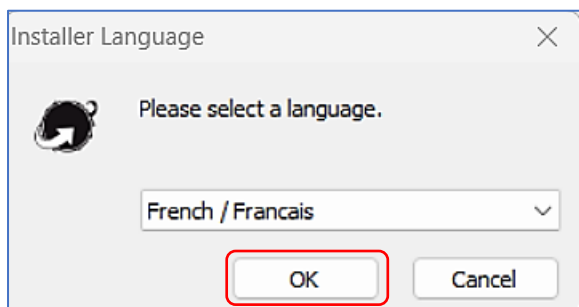 Installer Language
Please select a language.
French / Francais
OK Cancel